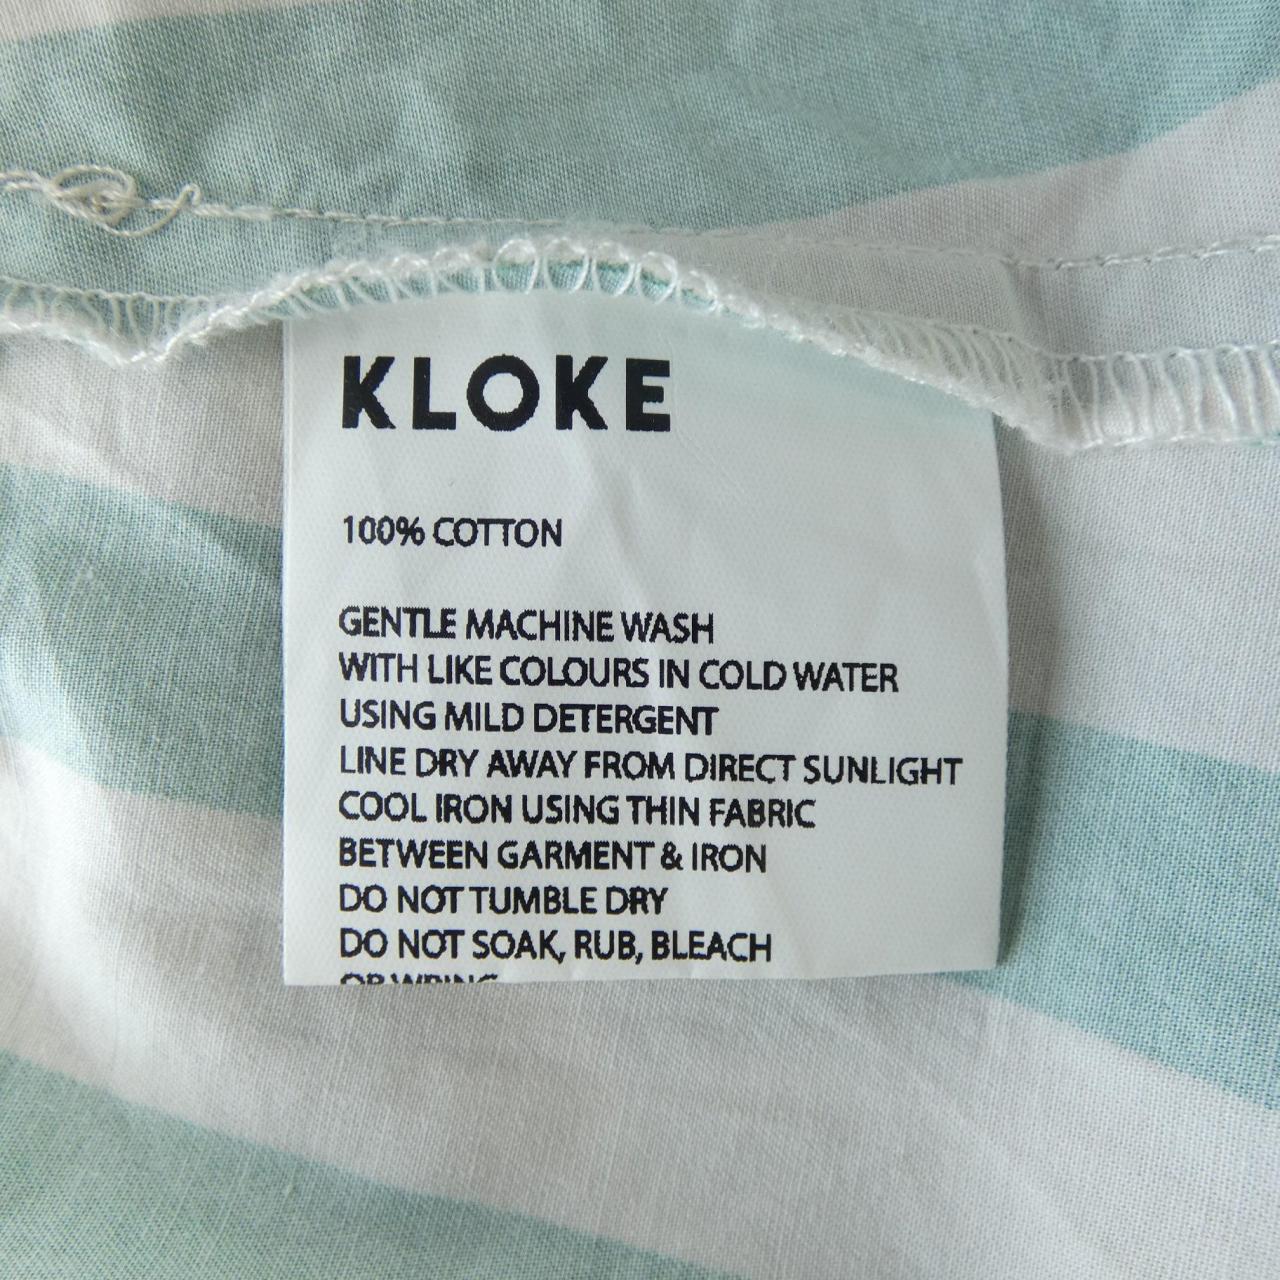 KLOKE
100% COTTON
GENTLE MACHINE WASH
WITH LIKE COLOURS IN COLD WATER
USING MILD DETERGENT
LINE DRY AWAY FROM DIRECT SUNLIGHT
COOL IRON USING THIN FABRIC
BETWEEN GARMENT & IRON
DO NOT TUMBLE DRY
DO NOT SOAK, RUB, BLEACH
OR WRING